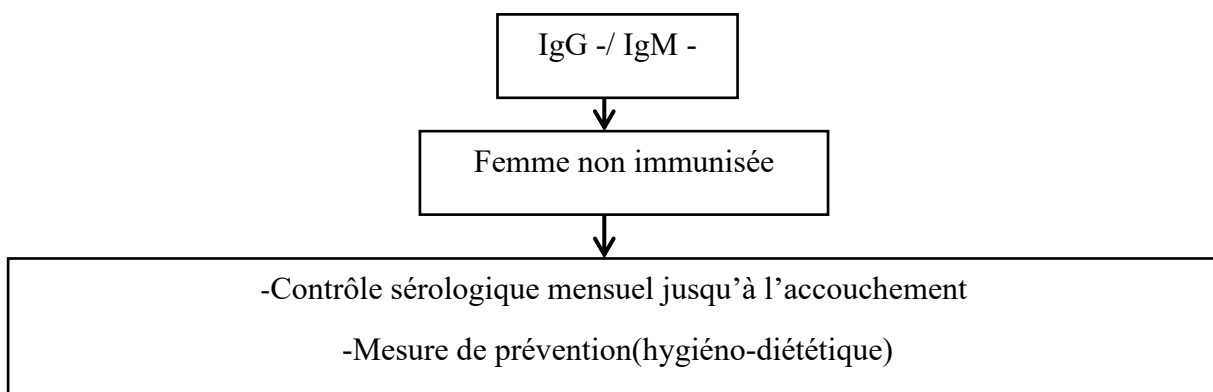 IgG -/ IgM -
Femme non immunisée
-Contrôle sérologique mensuel jusqu’à l’accouchement
-Mesure de prévention(hygiéno-diététique)